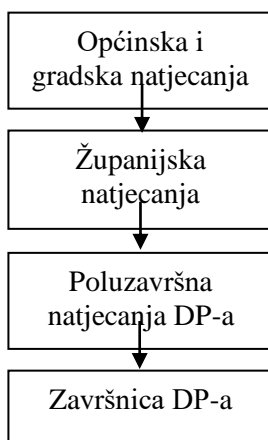 Općinska i
gradska natjecanja
Županijska
natjecanja
Poluzavršna
natjecanja DP-a
Završnica DP-a